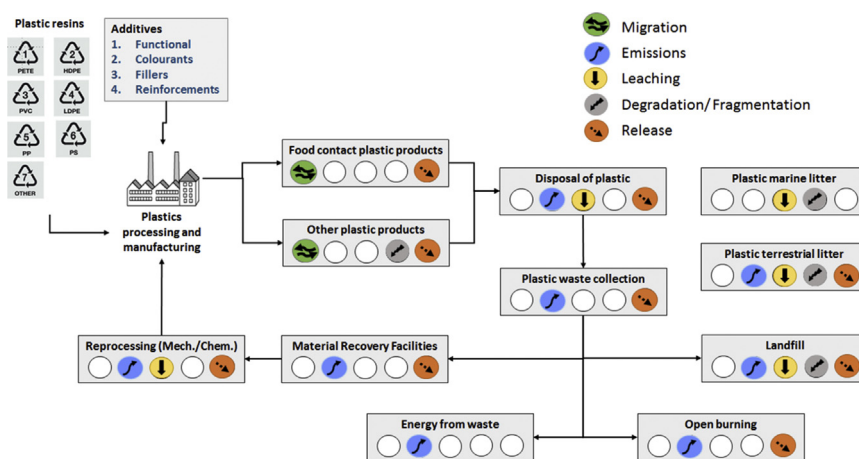 Plastic resins
1
PETE
2
HDPE
3
PVC
4
LDPE
5
PP
6
PS
7
OTHER
Additives
1. Functional
2. Colourants
3. Fillers
4. Reinforcements
Migration
Emissions
Leaching
Degradation/Fragmentation
Release
Plastics
processing and
manufacturing
Food contact plastic products
Other plastic products
Disposal of plastic
Plastic marine litter
Plastic terrestrial litter
Plastic waste collection
Reprocessing (Mech./Chem.)
Material Recovery Facilities
Landfill
Energy from waste
Open burning